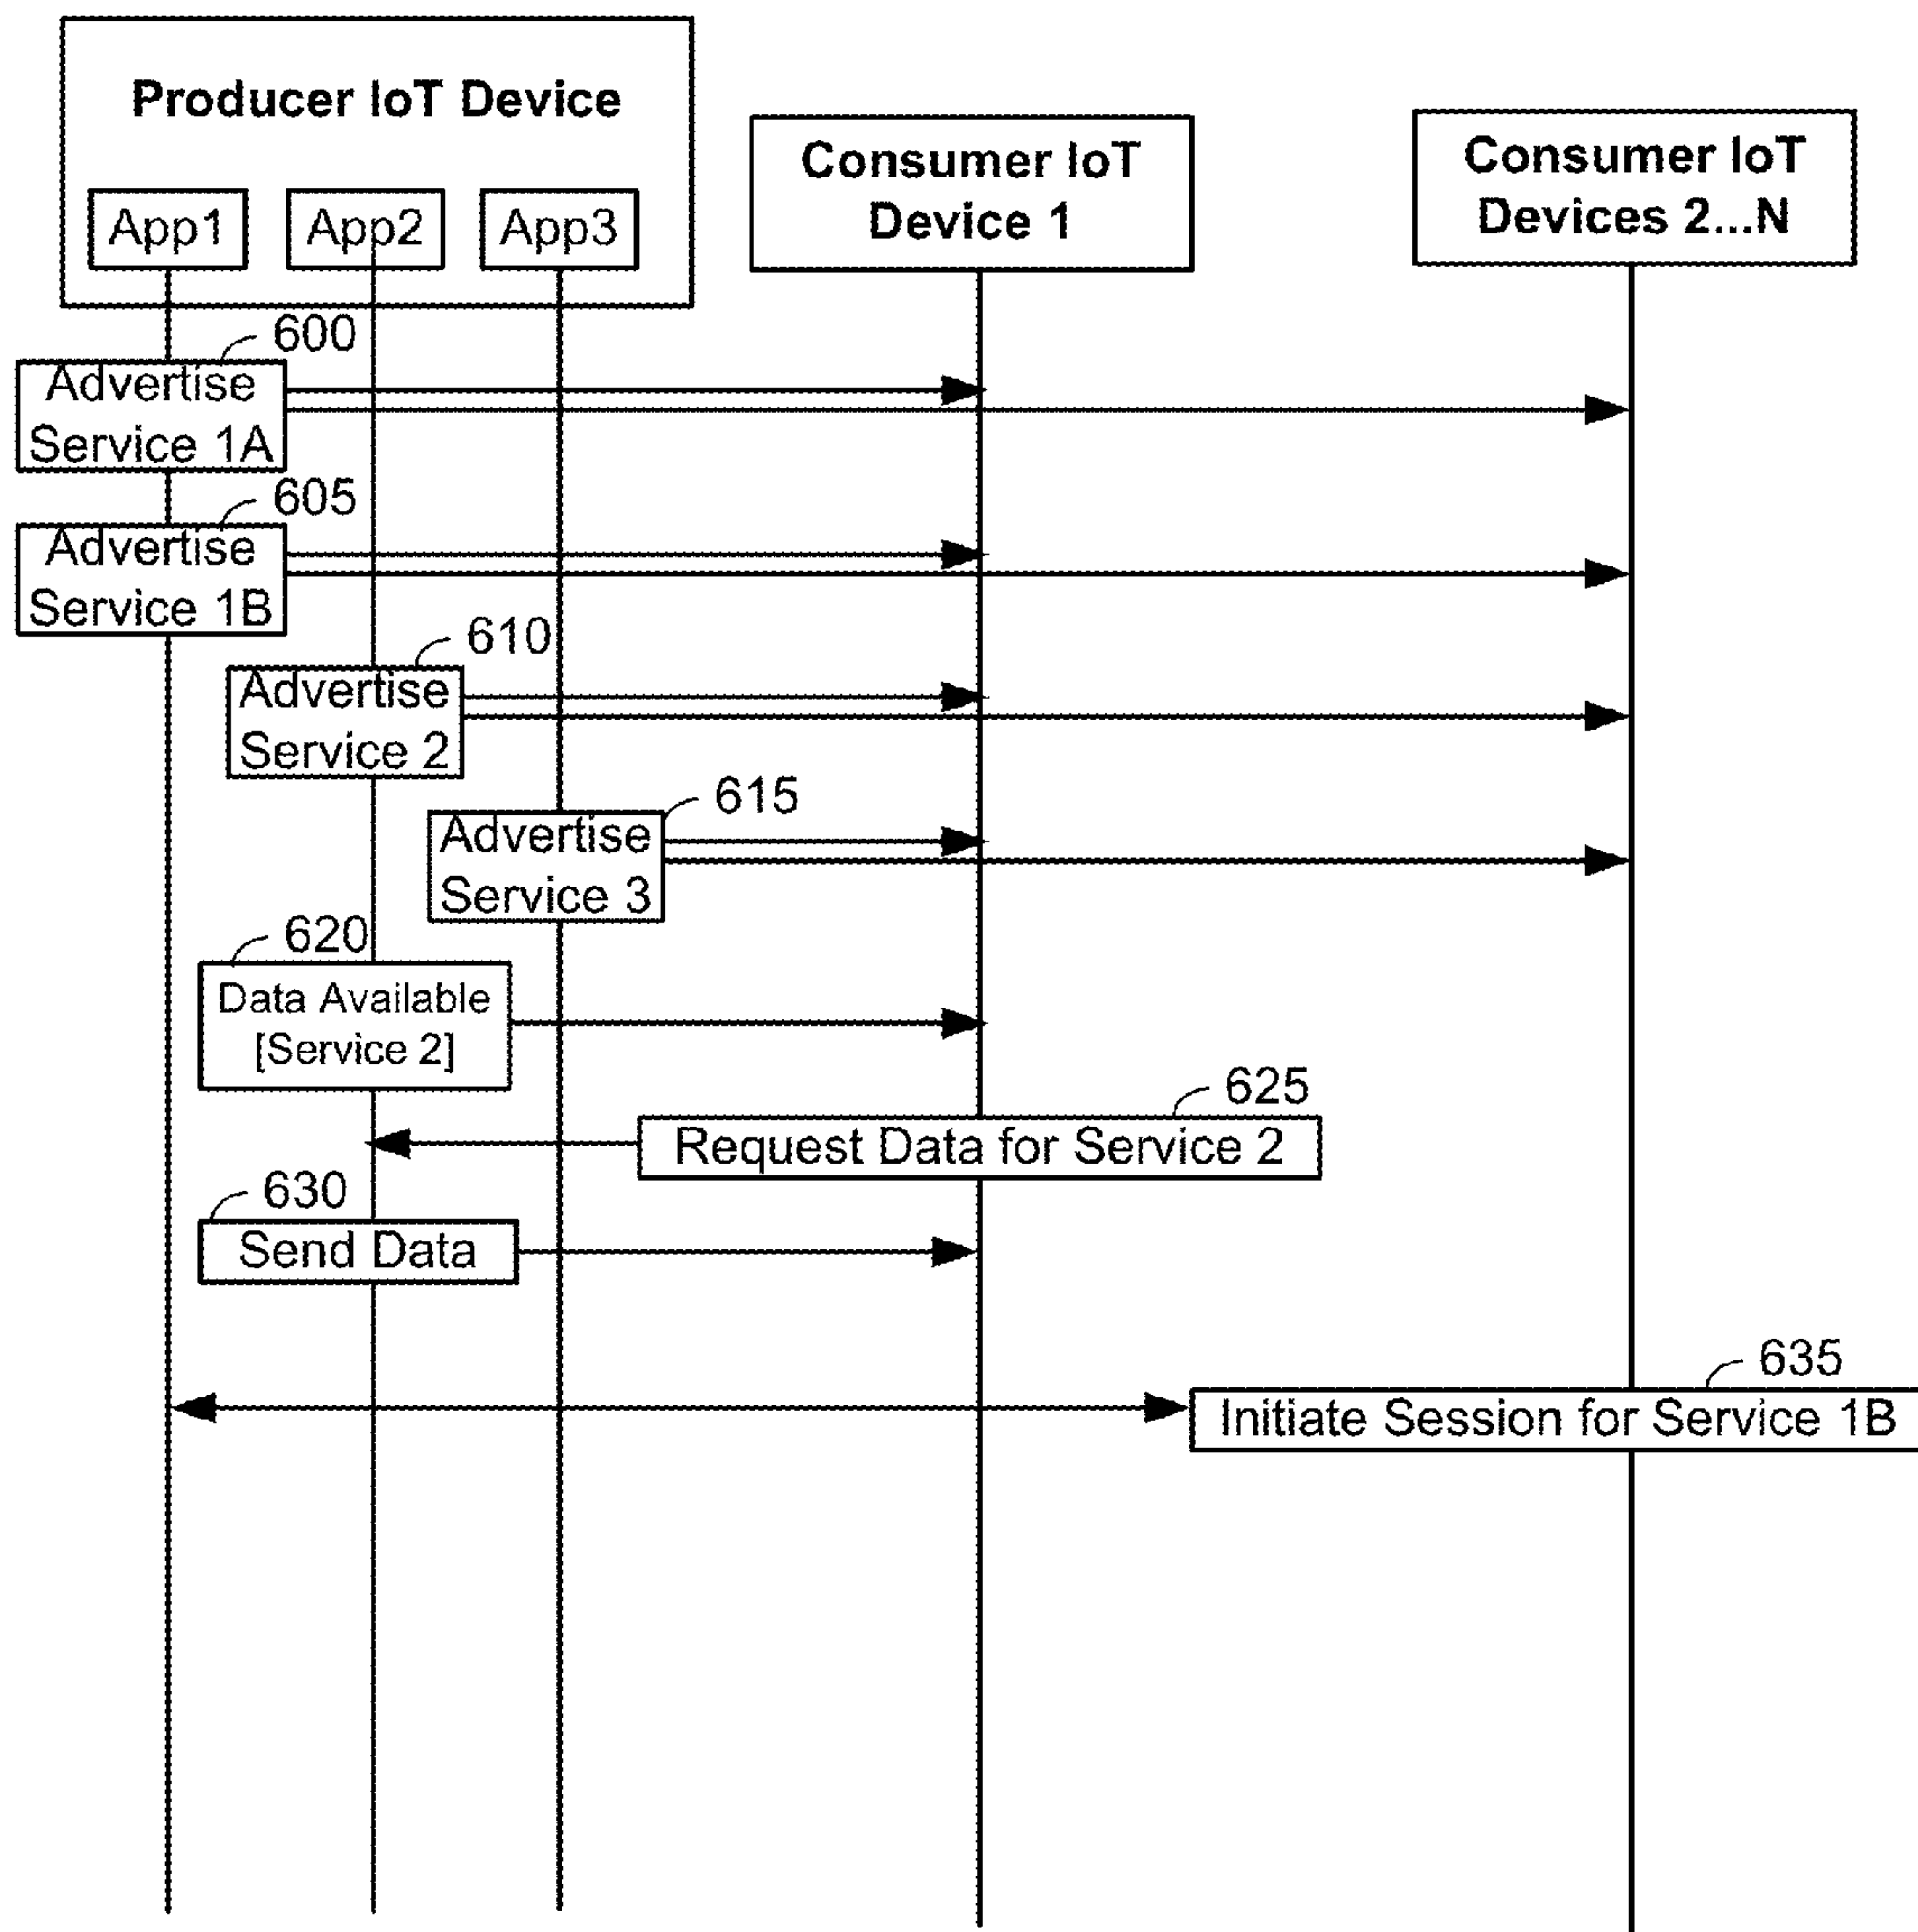 Producer IoT Device
App1
App2
App3
Consumer IoT
Device 1
Consumer IoT
Devices 2...N
600
Advertise
Service 1A
605
Advertise
Service 1B
610
Advertise
Service 2
615
Advertise
Service 3
620
Data Available
[Service 2]
625
Request Data for Service 2
630
Send Data
635
Initiate Session for Service 1B